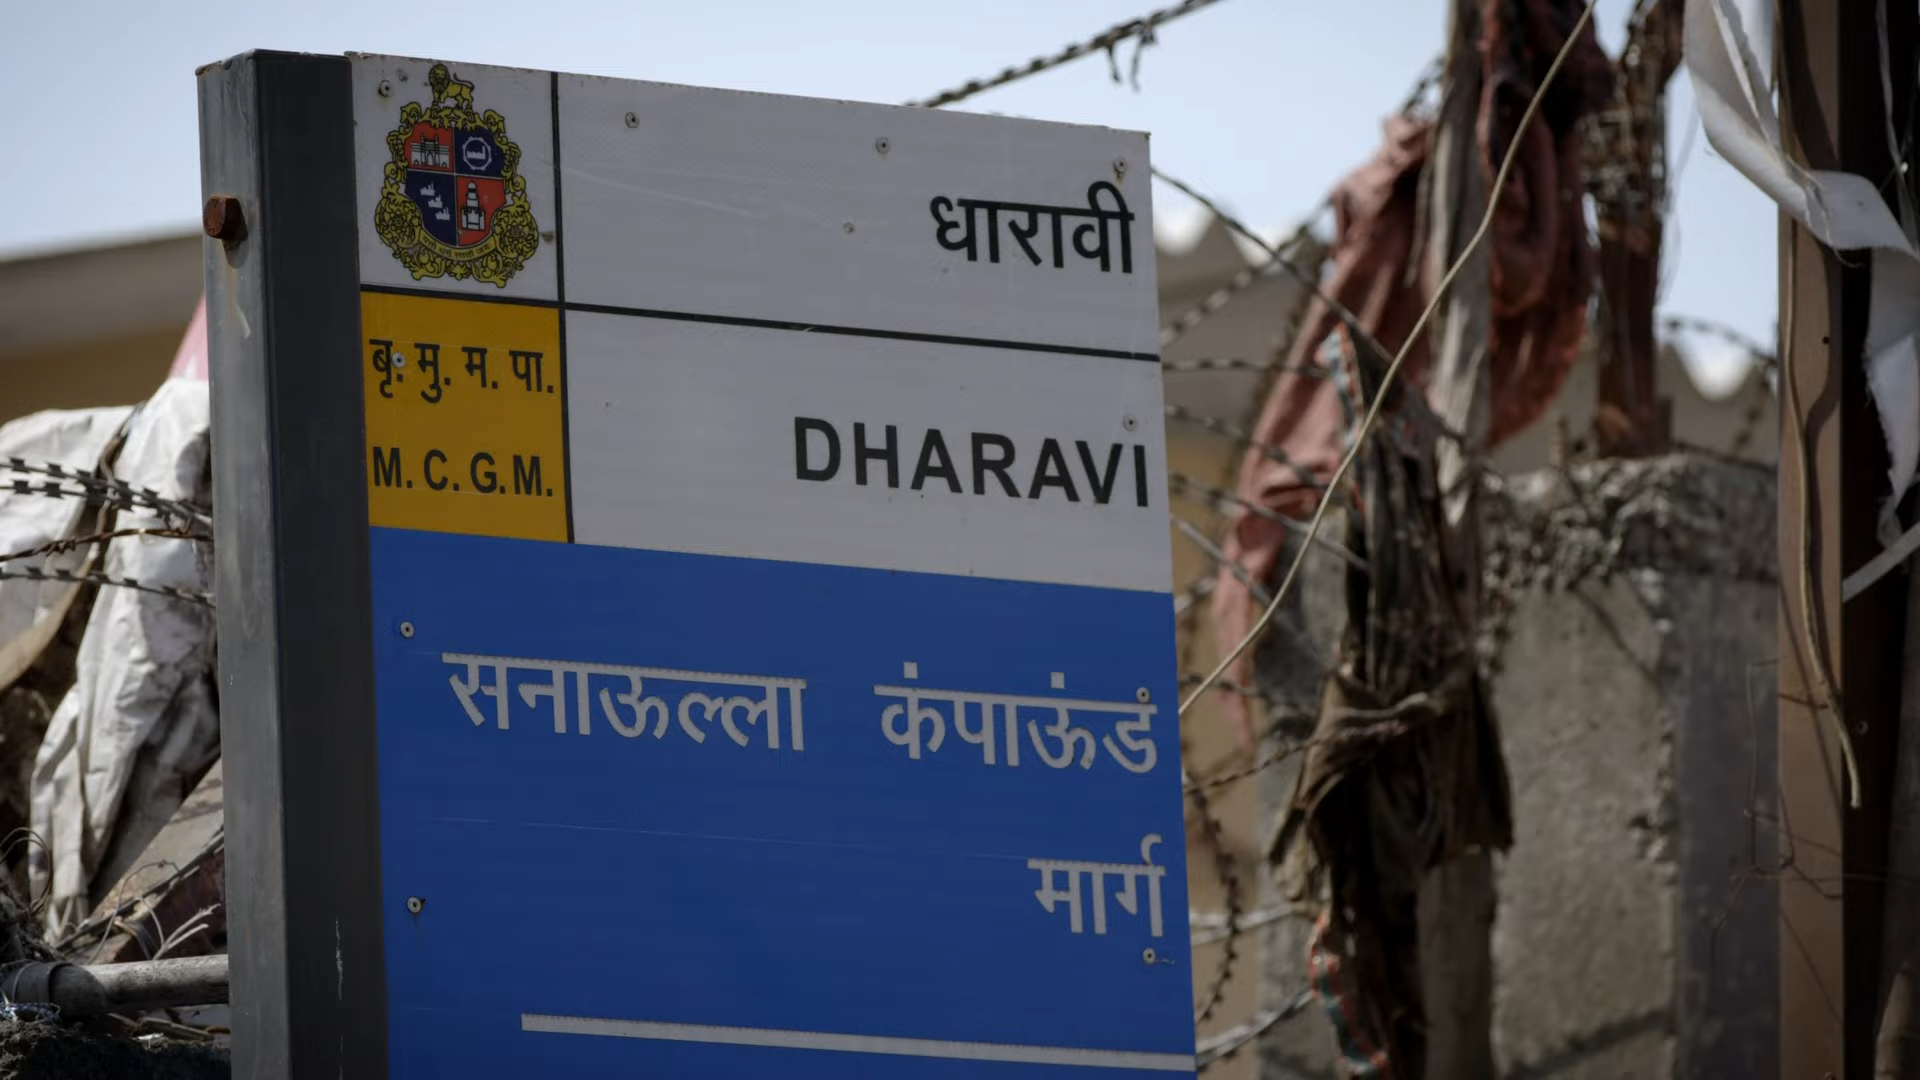 धारावी
बृ. मु. म. पा.
DHARAVI
M. C. G. M.
सनाऊल्ला कंपाऊंडं
मार्ग